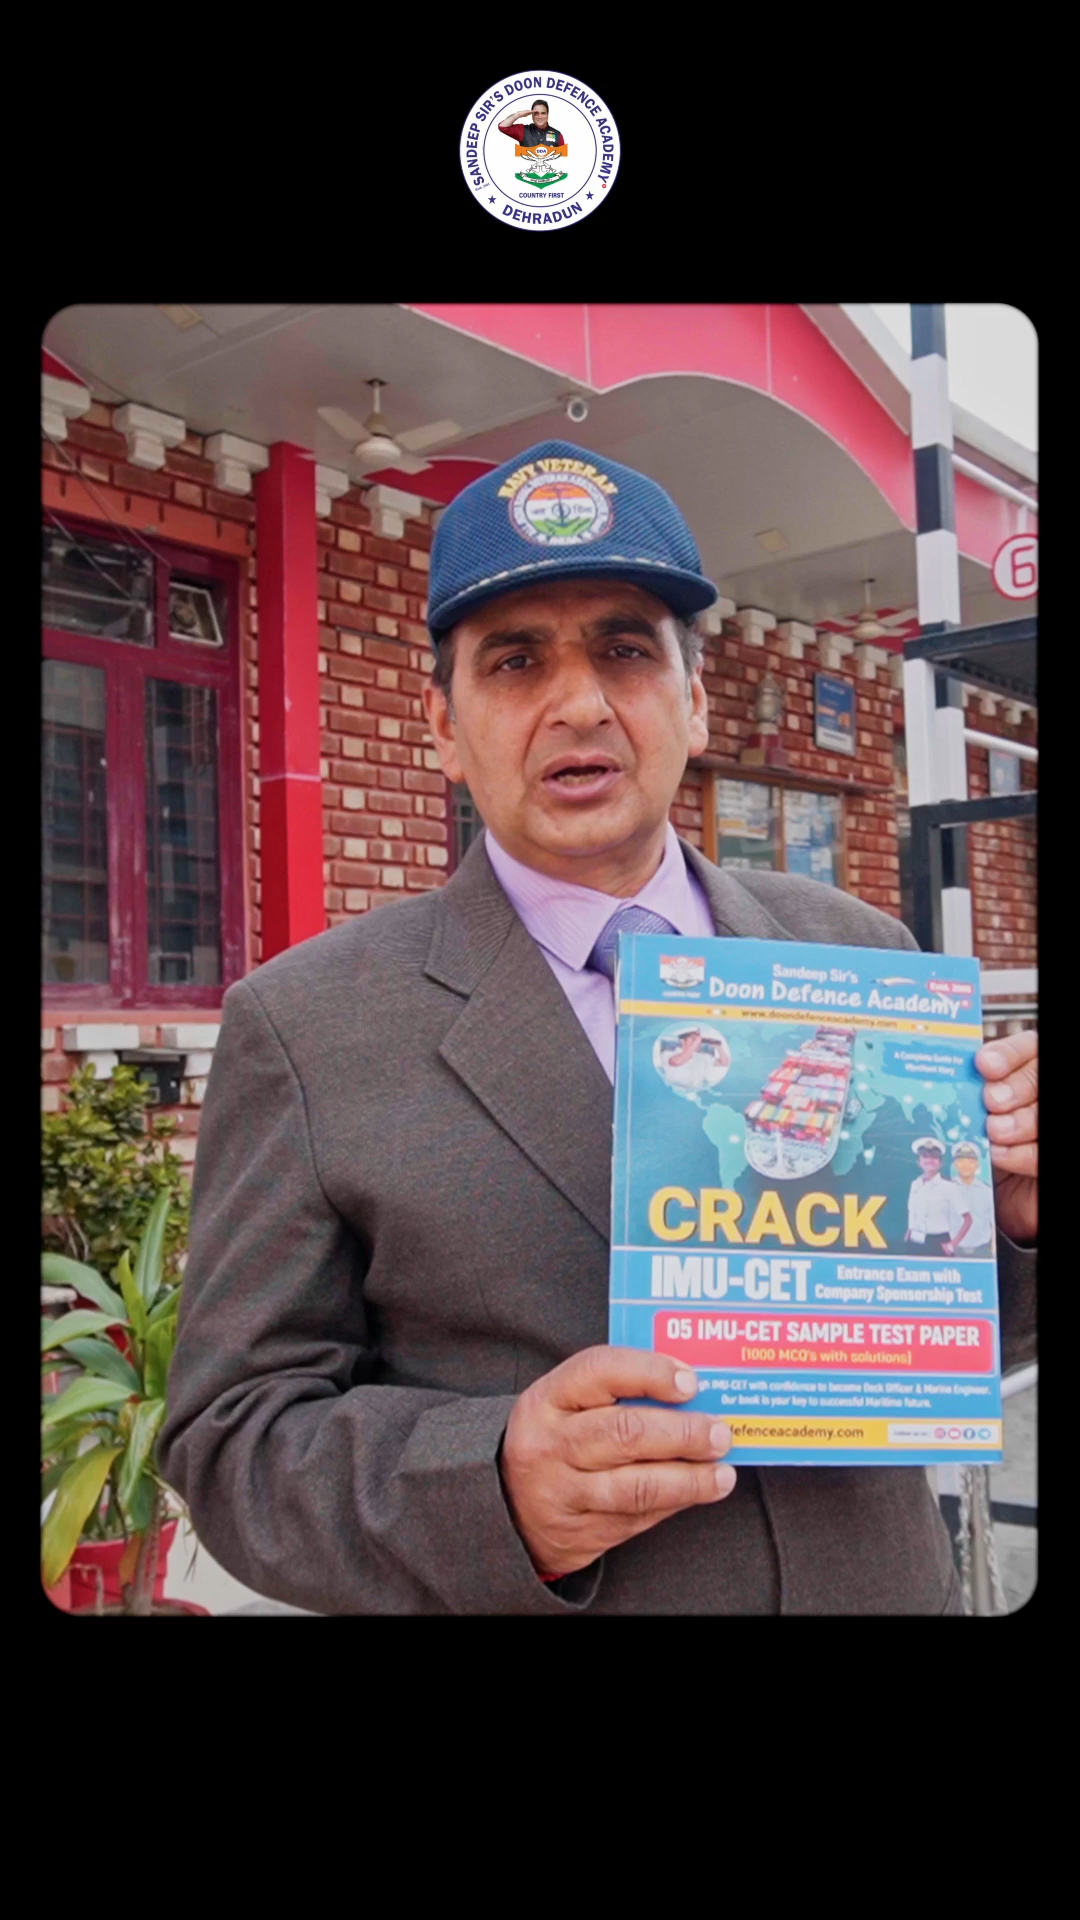 SANDEEP SIR'S DOON DEFENCE ACADEMY
DDA
COUNTRY FIRST
DEHRADUN
NAVY VETERAN
6
Sandeep Sir's
Doon Defence Academy
Estd. 2005
www.doondefenceacademy.com
A Complete Guide For
Merchant Navy
CRACK
IMU-CET
Entrance Exam with
Company Sponsorship Test
05 IMU-CET SAMPLE TEST PAPER
(1000 MCQ's with solutions)
IMU-CET with confidence to become Deck Officer & Marine Engineer.
Our book is your key to successful Maritime future.
defenceacademy.com